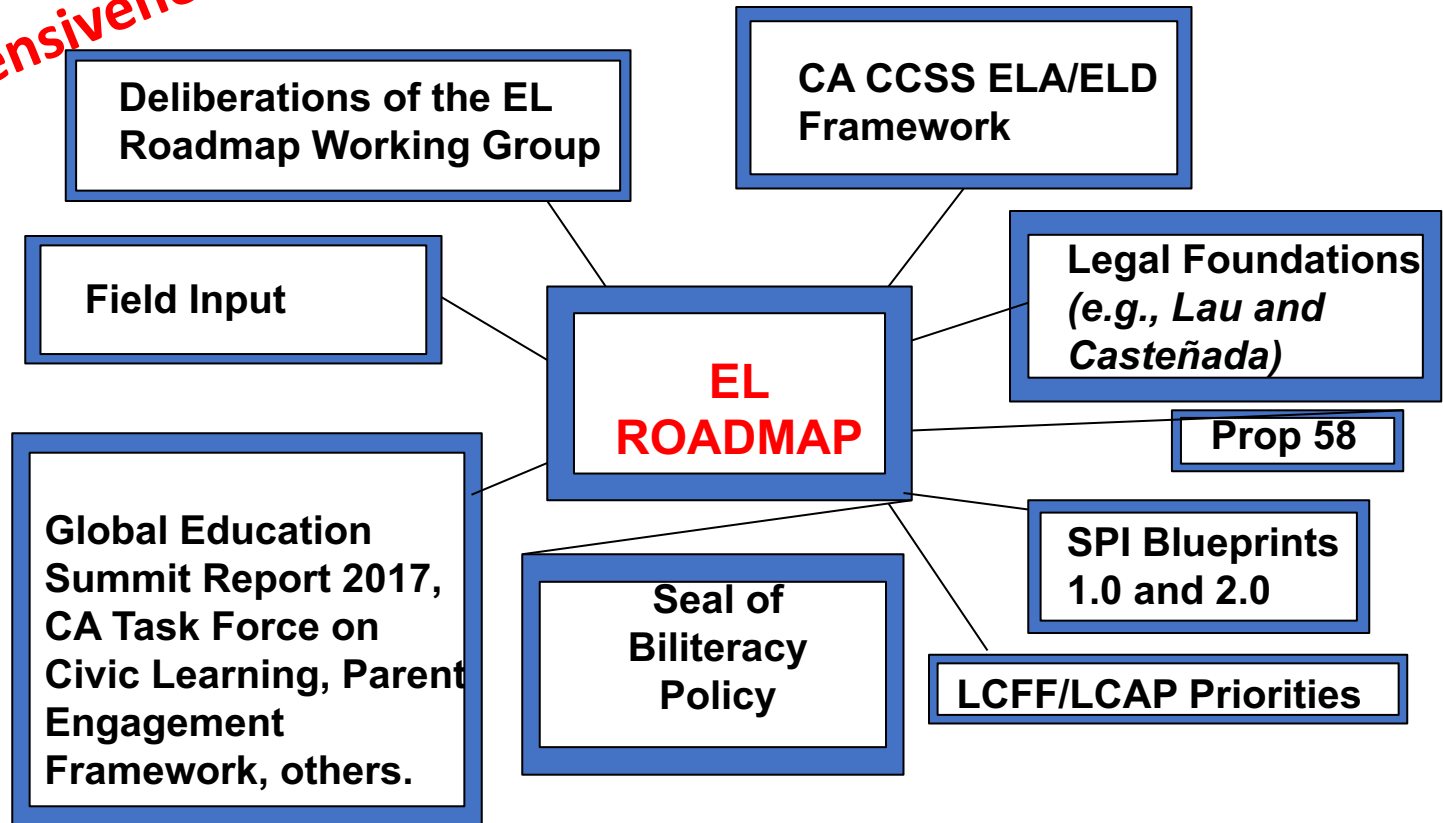 Deliberations of the EL
Roadmap Working Group
CA CCSS ELA/ELD
Framework
Field Input
Legal Foundations
(e.g., Lau and
Casteñada)
EL
ROADMAP
Prop 58
Global Education
Summit Report 2017,
CA Task Force on
Civic Learning, Parent
Engagement
Framework, others.
Seal of
Biliteracy
Policy
SPI Blueprints
1.0 and 2.0
LCFF/LCAP Priorities